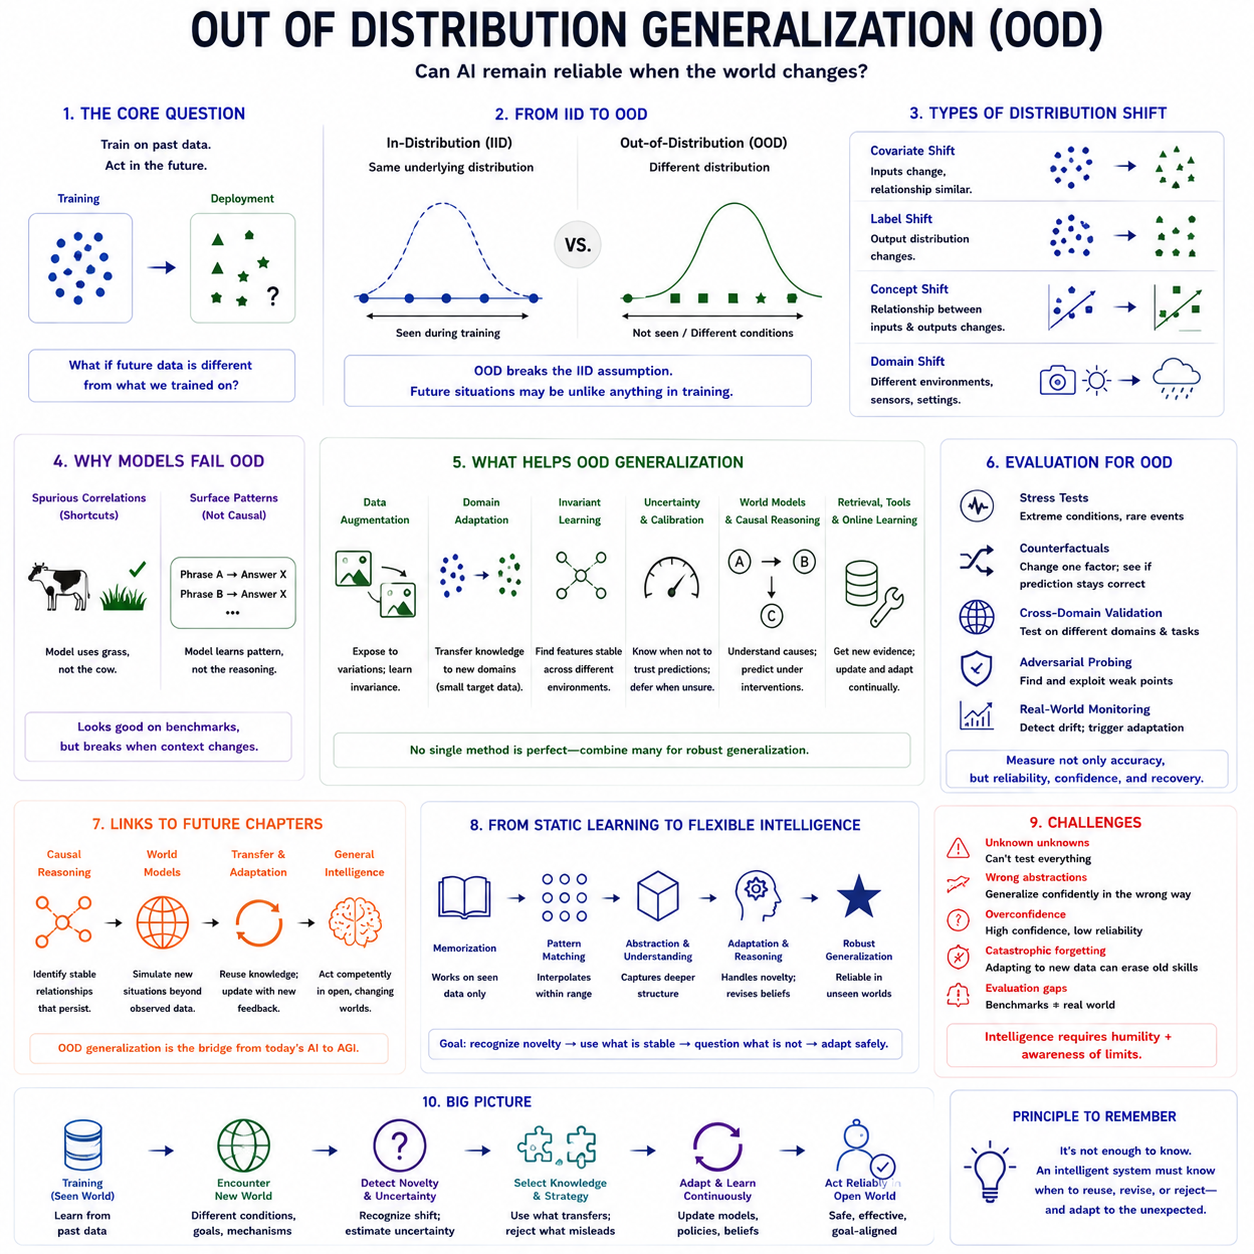 OUT OF DISTRIBUTION GENERALIZATION (OOD)
Can AI remain reliable when the world changes?
1. THE CORE QUESTION
Train on past data.
Act in the future.
Training
Deployment
?
What if future data is different
from what we trained on?
2. FROM IID TO OOD
In-Distribution (IID)
Same underlying distribution
Seen during training
VS.
Out-of-Distribution (OOD)
Different distribution
Not seen / Different conditions
OOD breaks the IID assumption.
Future situations may be unlike anything in training.
3. TYPES OF DISTRIBUTION SHIFT
Covariate Shift
Inputs change,
relationship similar.
Label Shift
Output distribution
changes.
Concept Shift
Relationship between
inputs & outputs changes.
Domain Shift
Different environments,
sensors, settings.
4. WHY MODELS FAIL OOD
Spurious Correlations
(Shortcuts)
Model uses grass,
not the cow.
Surface Patterns
(Not Causal)
Phrase A → Answer X
Phrase B → Answer X
•••
Model learns pattern,
not the reasoning.
Looks good on benchmarks,
but breaks when context changes.
5. WHAT HELPS OOD GENERALIZATION
Data
Augmentation
Expose to
variations; learn
invariance.
Domain
Adaptation
Transfer knowledge
to new domains
(small target data).
Invariant
Learning
Find features stable
across different
environments.
Uncertainty
& Calibration
Know when not to
trust predictions;
defer when unsure.
World Models
& Causal Reasoning
A
B
C
Understand causes;
predict under
interventions.
Retrieval, Tools
& Online Learning
Get new evidence;
update and adapt
continually.
No single method is perfect—combine many for robust generalization.
6. EVALUATION FOR OOD
Stress Tests
Extreme conditions, rare events
Counterfactuals
Change one factor; see if
prediction stays correct
Cross-Domain Validation
Test on different domains & tasks
Adversarial Probing
Find and exploit weak points
Real-World Monitoring
Detect drift; trigger adaptation
Measure not only accuracy,
but reliability, confidence, and recovery.
7. LINKS TO FUTURE CHAPTERS
Causal
Reasoning
Identify stable
relationships
that persist.
World
Models
Simulate new
situations beyond
observed data.
Transfer &
Adaptation
Reuse knowledge;
update with new
feedback.
General
Intelligence
Act competently
in open, changing
worlds.
OOD generalization is the bridge from today's AI to AGI.
8. FROM STATIC LEARNING TO FLEXIBLE INTELLIGENCE
Memorization
Works on seen
data only
Pattern
Matching
Interpolates
within range
Abstraction &
Understanding
Captures deeper
structure
Adaptation &
Reasoning
Handles novelty;
revises beliefs
Robust
Generalization
Reliable in
unseen worlds
Goal: recognize novelty → use what is stable → question what is not → adapt safely.
9. CHALLENGES
Unknown unknowns
Can't test everything
Wrong abstractions
Generalize confidently in the wrong way
Overconfidence
High confidence, low reliability
Catastrophic forgetting
Adapting to new data can erase old skills
Evaluation gaps
Benchmarks ≠ real world
Intelligence requires humility +
awareness of limits.
10. BIG PICTURE
Training
(Seen World)
Learn from
past data
Encounter
New World
Different conditions,
goals, mechanisms
?
Detect Novelty
& Uncertainty
Recognize shift;
estimate uncertainty
Select Knowledge
& Strategy
Use what transfers;
reject what misleads
Adapt & Learn
Continuously
Update models,
policies, beliefs
Act Reliably in
Open World
Safe, effective,
goal-aligned
PRINCIPLE TO REMEMBER
It's not enough to know.
An intelligent system must know
when to reuse, revise, or reject—
and adapt to the unexpected.